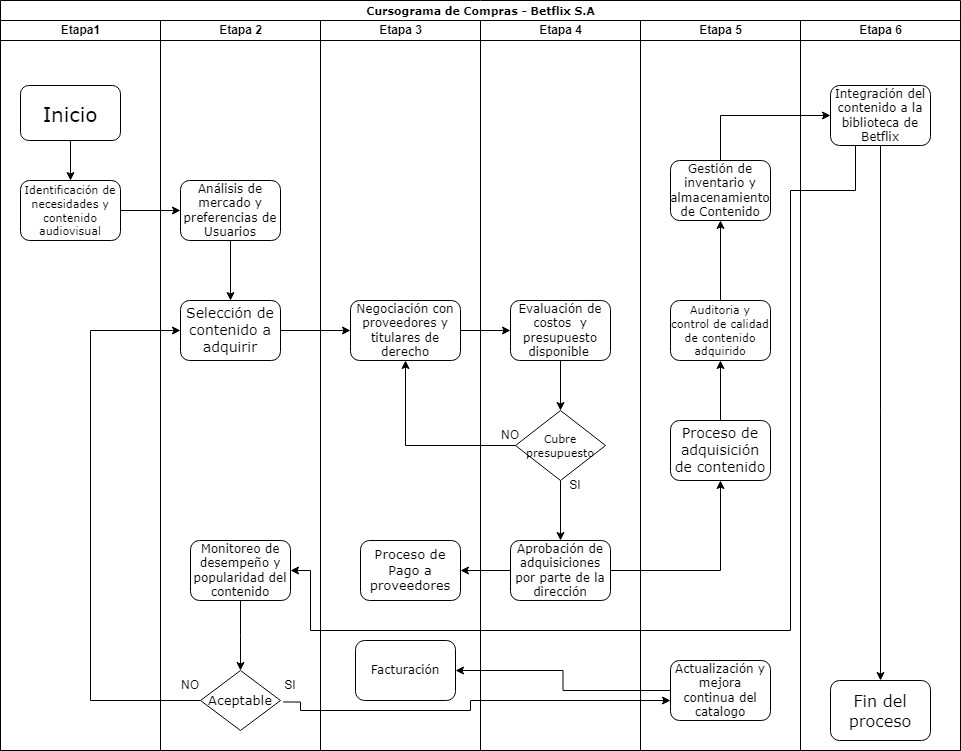 Cursograma de Compras - Betflix S.A
Etapa1
Etapa 2
Etapa 3
Etapa 4
Etapa 5
Etapa 6
Inicio
Identificación de
necesidades y
contenido
audiovisual
Análisis de
mercado y
preferencias de
Usuarios
Selección de
contenido a
adquirir
Negociación con
proveedores y
titulares de
derecho
Evaluación de
costos y
presupuesto
disponible
Cubre
presupuesto
NO
SI
Aprobación de
adquisiciones
por parte de la
dirección
Proceso de
Pago a
proveedores
Proceso de
adquisición
de contenido
Auditoria y
control de calidad
de contenido
adquirido
Gestión de
inventario y
almacenamiento
de Contenido
Integración del
contenido a la
biblioteca de
Betflix
Monitoreo de
desempeño y
popularidad del
contenido
Aceptable
NO
SI
Actualización y
mejora
continua del
catalogo
Facturación
Fin del
proceso